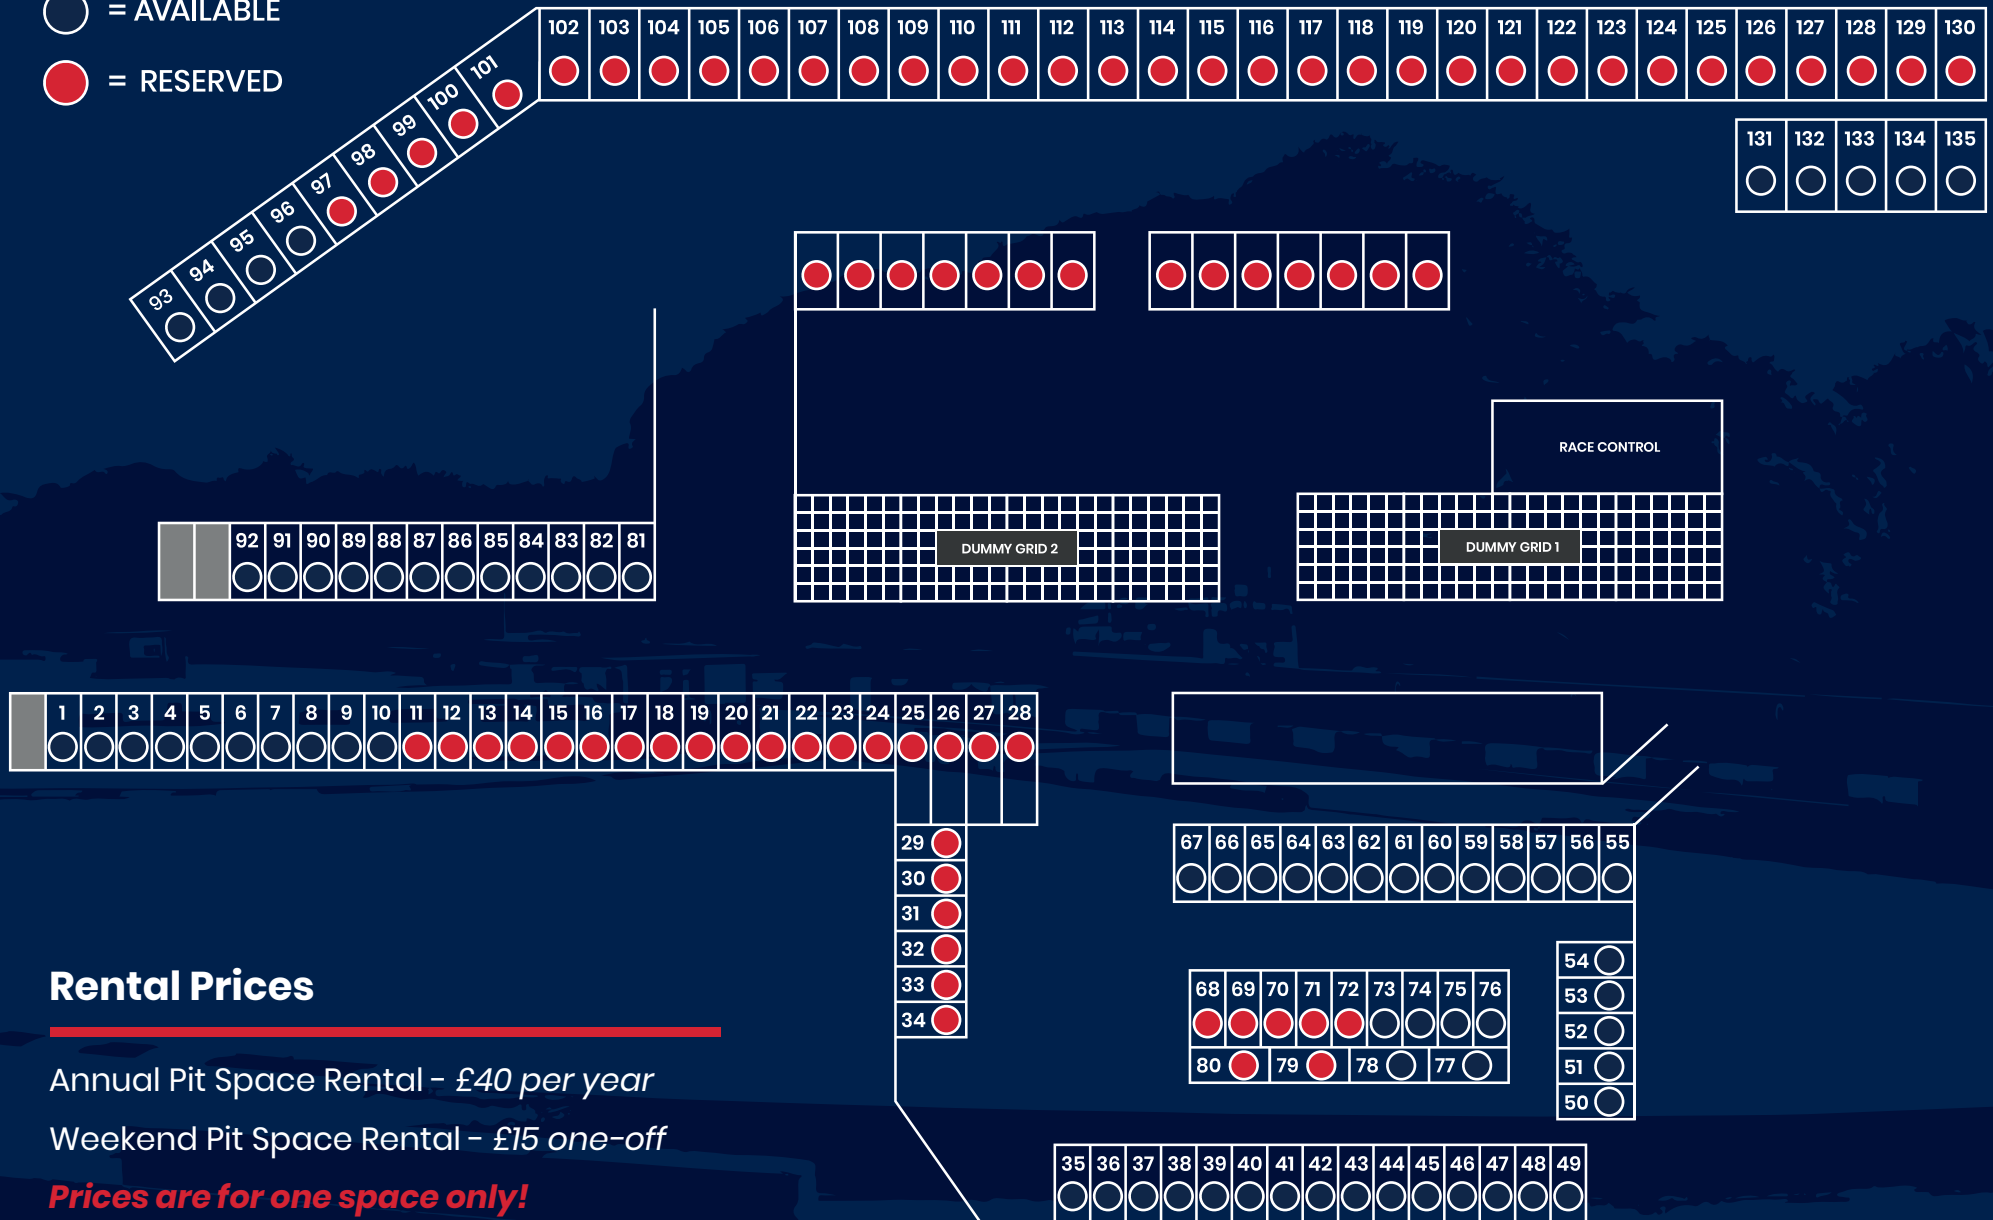 = AVAILABLE
= RESERVED
102 103 104 105 106 107 108 109 110 111 112 113 114 115 116 117 118 119 120 121 122 123 124 125 126 127 128 129 130
101
100
99
98
97
96
95
94
93
131 132 133 134 135
RACE CONTROL
92 91 90 89 88 87 86 85 84 83 82 81
DUMMY GRID 2
DUMMY GRID 1
1 2 3 4 5 6 7 8 9 10 11 12 13 14 15 16 17 18 19 20 21 22 23 24 25 26 27 28
29
30
31
32
33
34
67 66 65 64 63 62 61 60 59 58 57 56 55
54
53
52
51
50
68 69 70 71 72 73 74 75 76
80 79 78 77
35 36 37 38 39 40 41 42 43 44 45 46 47 48 49
Rental Prices
Annual Pit Space Rental - £40 per year
Weekend Pit Space Rental - £15 one-off
Prices are for one space only!